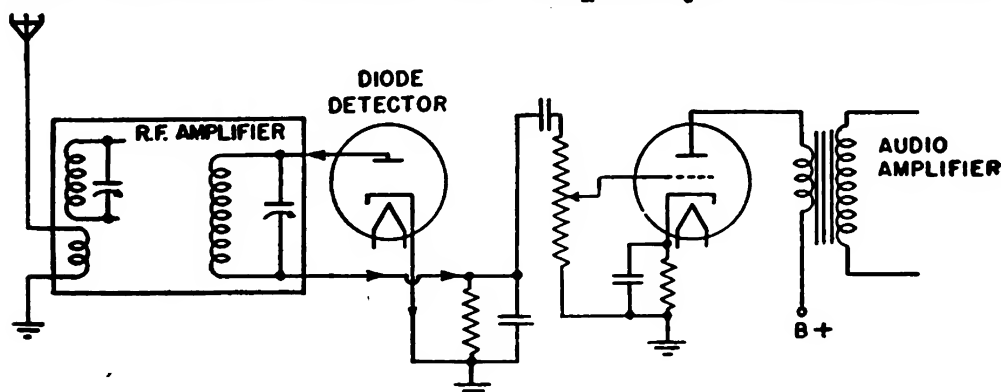 DIODE
DETECTOR
R.F. AMPLIFIER
AUDIO
AMPLIFIER
B+